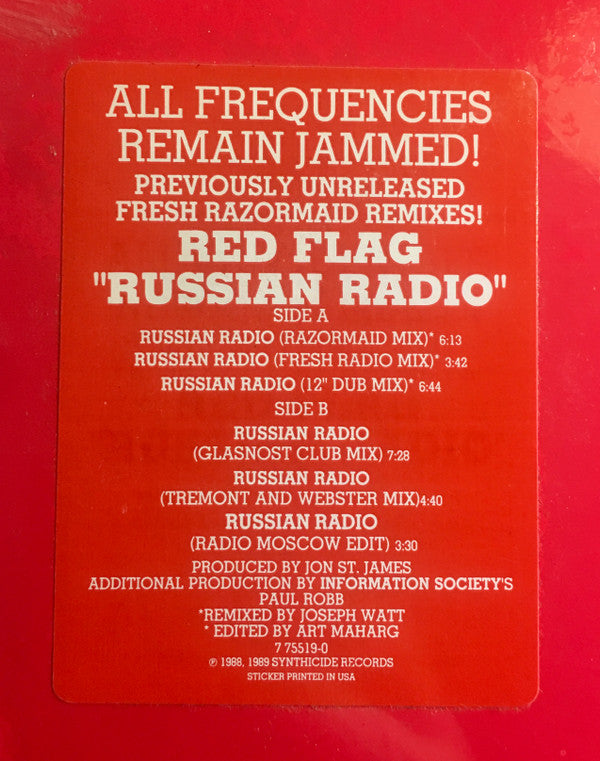 ALL FREQUENCIES
REMAIN JAMMED!
PREVIOUSLY UNRELEASED
FRESH RAZORMAID REMIXES!
RED FLAG
"RUSSIAN RADIO"
SIDE A
RUSSIAN RADIO (RAZORMAID MIX)* 6:13
RUSSIAN RADIO (FRESH RADIO MIX)* 3:42
RUSSIAN RADIO (12" DUB MIX)* 6:44
SIDE B
RUSSIAN RADIO
(GLASNOST CLUB MIX) 7:28
RUSSIAN RADIO
(TREMONT AND WEBSTER MIX)4:40
RUSSIAN RADIO
(RADIO MOSCOW EDIT) 3:30
PRODUCED BY JON ST. JAMES
ADDITIONAL PRODUCTION BY INFORMATION SOCIETY'S
PAUL ROBB
*REMIXED BY JOSEPH WATT
* EDITED BY ART MAHARG
7 75519-0
℗ 1988, 1989 SYNTHICIDE RECORDS
STICKER PRINTED IN USA